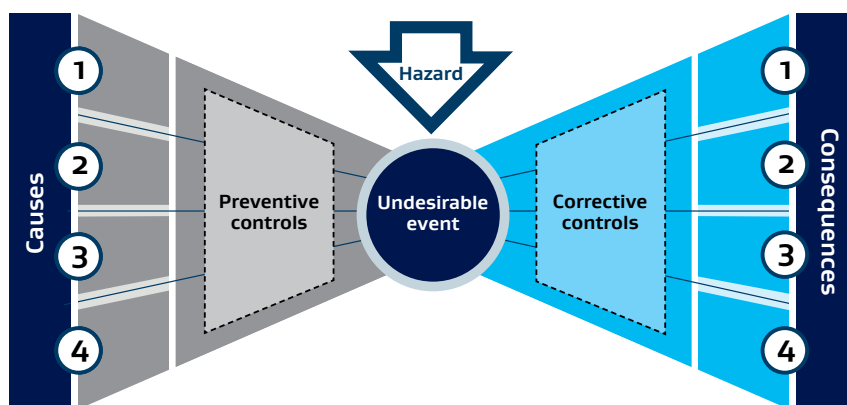 Causes
1
2
3
4
Preventive
controls
Hazard
Undesirable
event
Corrective
controls
1
2
3
4
Consequences